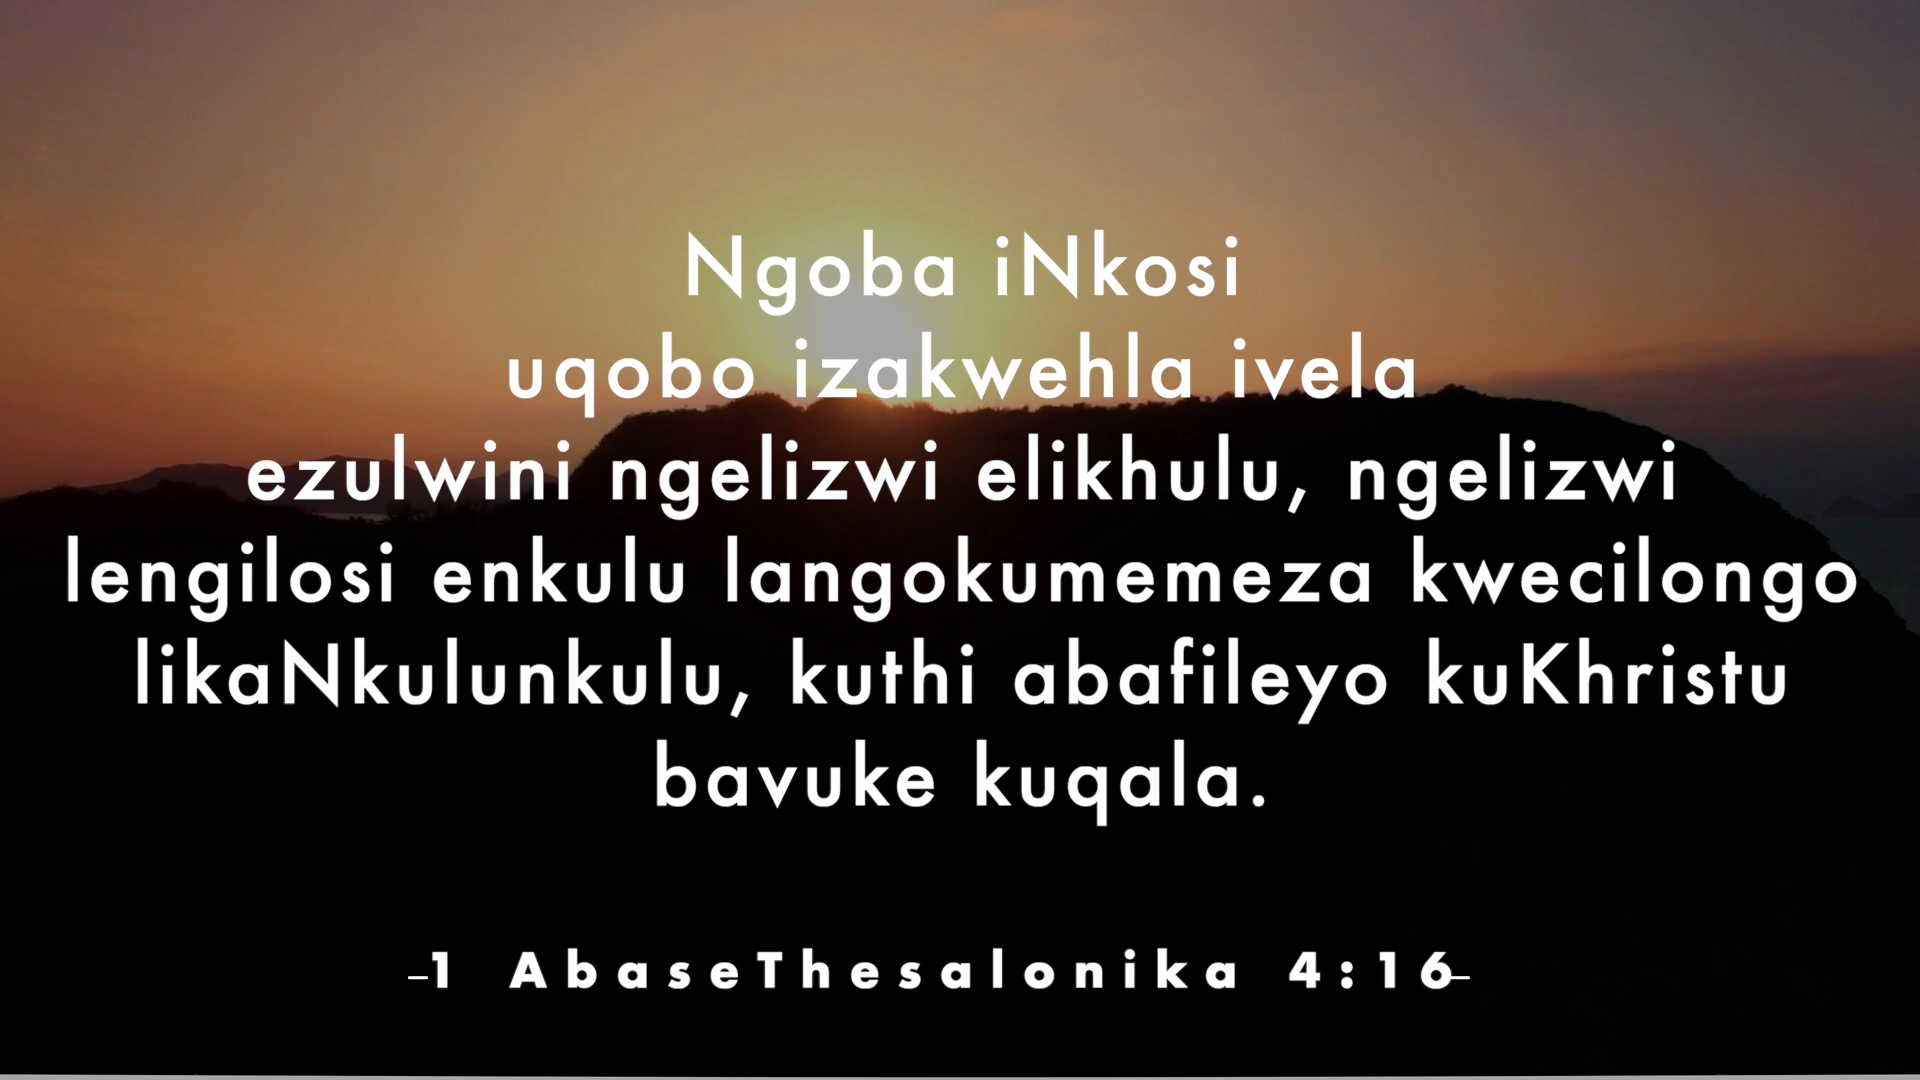 Ngoba iNkosi
uqobo izakwehla ivela
ezulwini ngelizwi elikhulu, ngelizwi
lengilosi enkulu langokumemeza kwecilongo
likaNkulunkulu, kuthi abafileyo kuKhristu
bavuke kuqala.
–1 AbaseThesalonika 4:16–